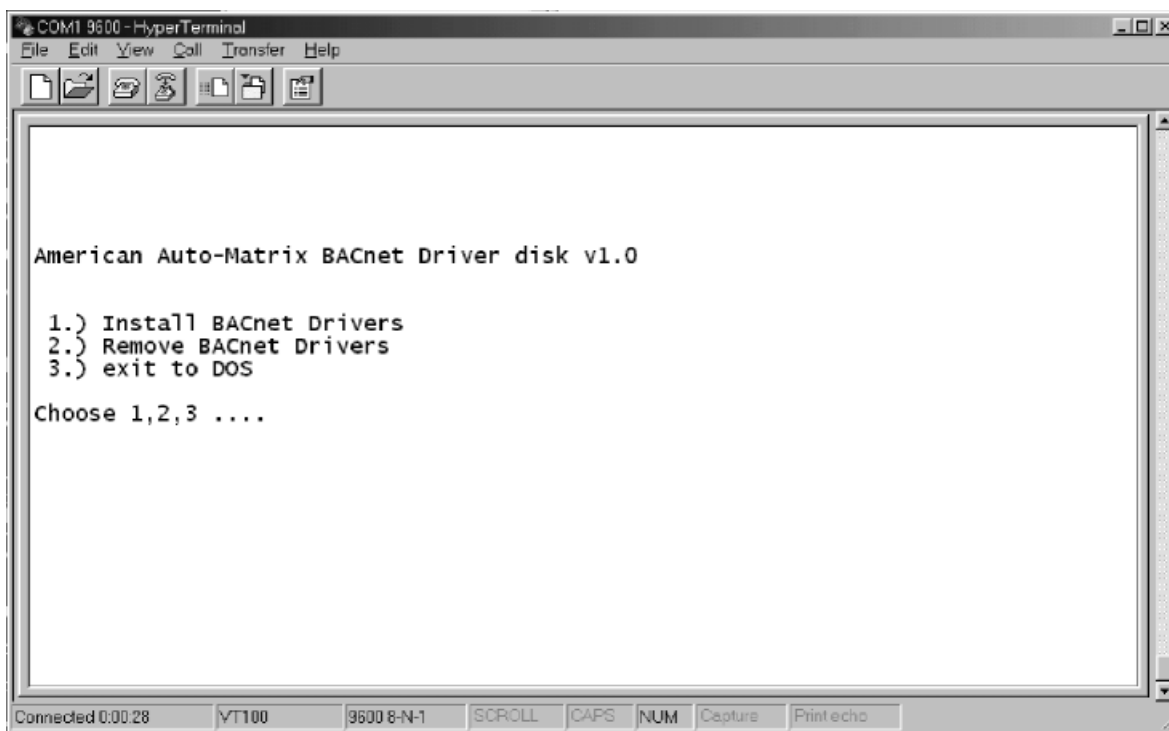 COM1 9600 - HyperTerminal
File Edit View Call Transfer Help
American Auto-Matrix BACnet Driver disk v1.0
1.) Install BACnet Drivers
2.) Remove BACnet Drivers
3.) exit to DOS
Choose 1,2,3 ....
Connected 0:00:28 VT100 9600 8-N-1 SCROLL CAPS NUM Capture Print echo